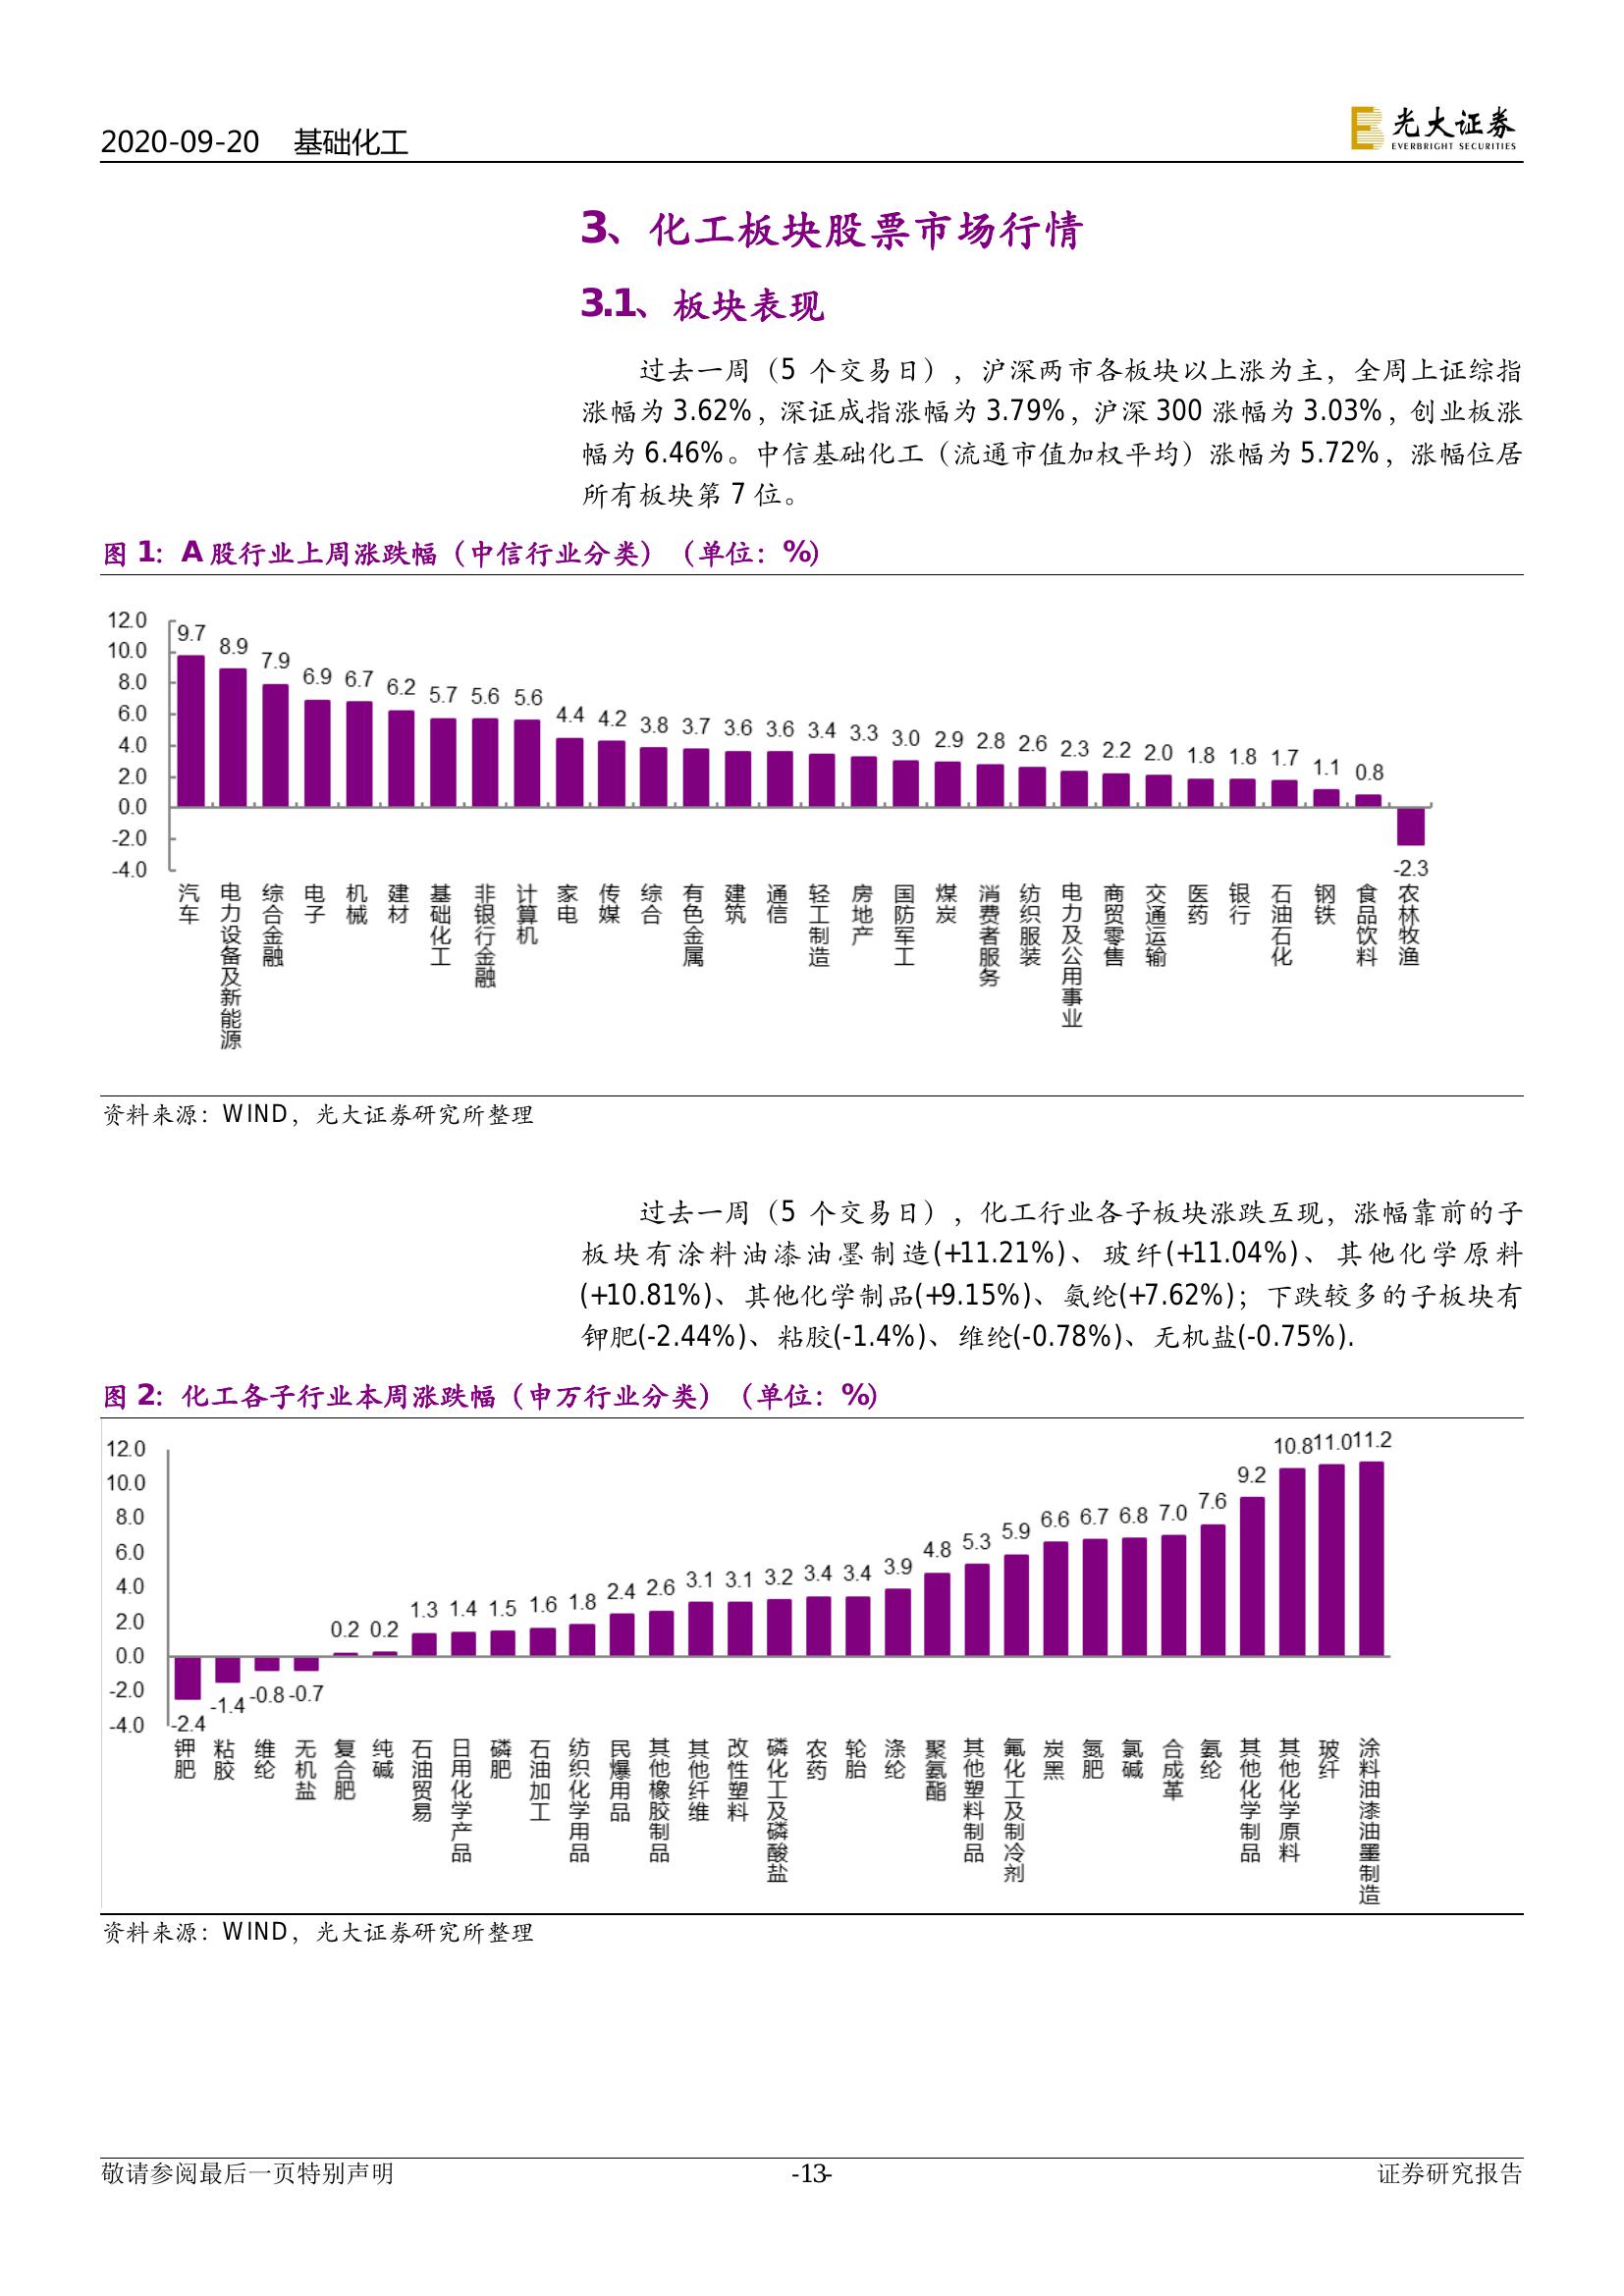 2020-09-20 基础化工
光大证券
EVERBRIGHT SECURITIES
3、化工板块股票市场行情
3.1、板块表现
过去一周（5 个交易日），沪深两市各板块以上涨为主，全周上证综指
涨幅为 3.62%，深证成指涨幅为 3.79%，沪深 300 涨幅为 3.03%，创业板涨
幅为 6.46%。中信基础化工（流通市值加权平均）涨幅为 5.72%，涨幅位居
所有板块第 7 位。
图 1：A 股行业上周涨跌幅（中信行业分类）（单位：%）
12.0
10.0
8.0
6.0
4.0
2.0
0.0
-2.0
-4.0
9.7 8.9 7.9 6.9 6.7 6.2 5.7 5.6 5.6 4.4 4.2 3.8 3.7 3.6 3.6 3.4 3.3 3.0 2.9 2.8 2.6 2.3 2.2 2.0 1.8 1.8 1.7 1.1 0.8 -2.3
汽车
电力设备及新能源
综合金融
电子
机械
建材
基础化工
非银行金融
计算机
家电
传媒
综合
有色金属
建筑
通信
轻工制造
房地产
国防军工
煤炭
消费者服务
纺织服装
电力及公用事业
商贸零售
交通运输
医药
银行
石油石化
钢铁
食品饮料
农林牧渔
资料来源：WIND，光大证券研究所整理
过去一周（5 个交易日），化工行业各子板块涨跌互现，涨幅靠前的子
板块有涂料油漆油墨制造(+11.21%)、玻纤(+11.04%)、其他化学原料
(+10.81%)、其他化学制品(+9.15%)、氨纶(+7.62%)；下跌较多的子板块有
钾肥(-2.44%)、粘胶(-1.4%)、维纶(-0.78%)、无机盐(-0.75%).
图 2：化工各子行业本周涨跌幅（申万行业分类）（单位：%）
12.0
10.0
8.0
6.0
4.0
2.0
0.0
-2.0
-4.0
-2.4 -1.4 -0.8 -0.7 0.2 0.2 1.3 1.4 1.5 1.6 1.8 2.4 2.6 3.1 3.1 3.2 3.4 3.4 3.9 4.8 5.3 5.9 6.6 6.7 6.8 7.0 7.6 9.2 10.8 11.0 11.2
钾肥
粘胶
维纶
无机盐
复合肥
纯碱
石油贸易
日用化学产品
磷肥
石油加工
纺织化学用品
民爆用品
其他橡胶制品
其他纤维
改性塑料
磷化工及磷酸盐
农药
轮胎
涤纶
聚氨酯
其他塑料制品
氟化工及制冷剂
炭黑
氮肥
氯碱
合成革
氨纶
其他化学制品
其他化学原料
玻纤
涂料油漆油墨制造
资料来源：WIND，光大证券研究所整理
敬请参阅最后一页特别声明
-13-
证券研究报告